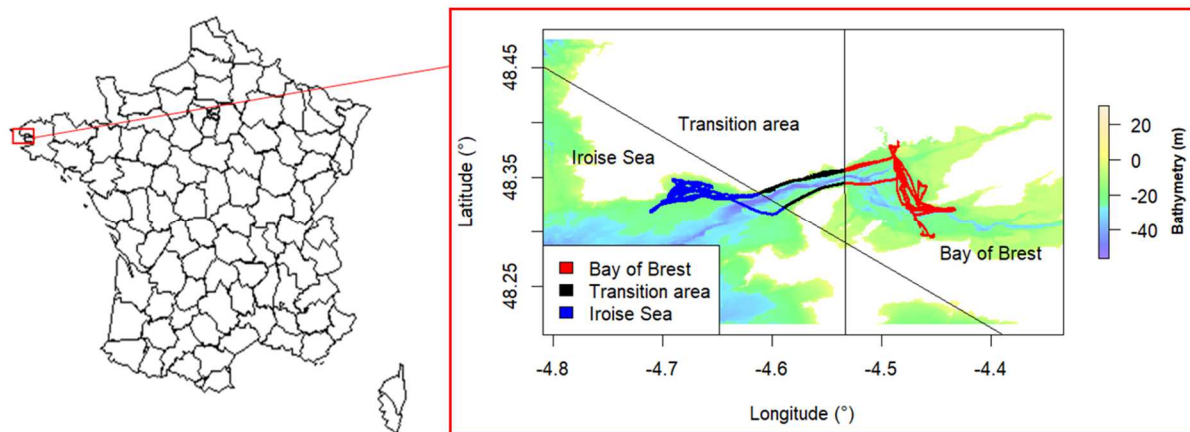 48.45
48.35
48.25
Latitude (°)
Transition area
Iroise Sea
Bay of Brest
Bay of Brest
Transition area
Iroise Sea
-4.8
-4.7
-4.6
-4.5
-4.4
Longitude (°)
20
0
-20
-40
Bathymetry (m)